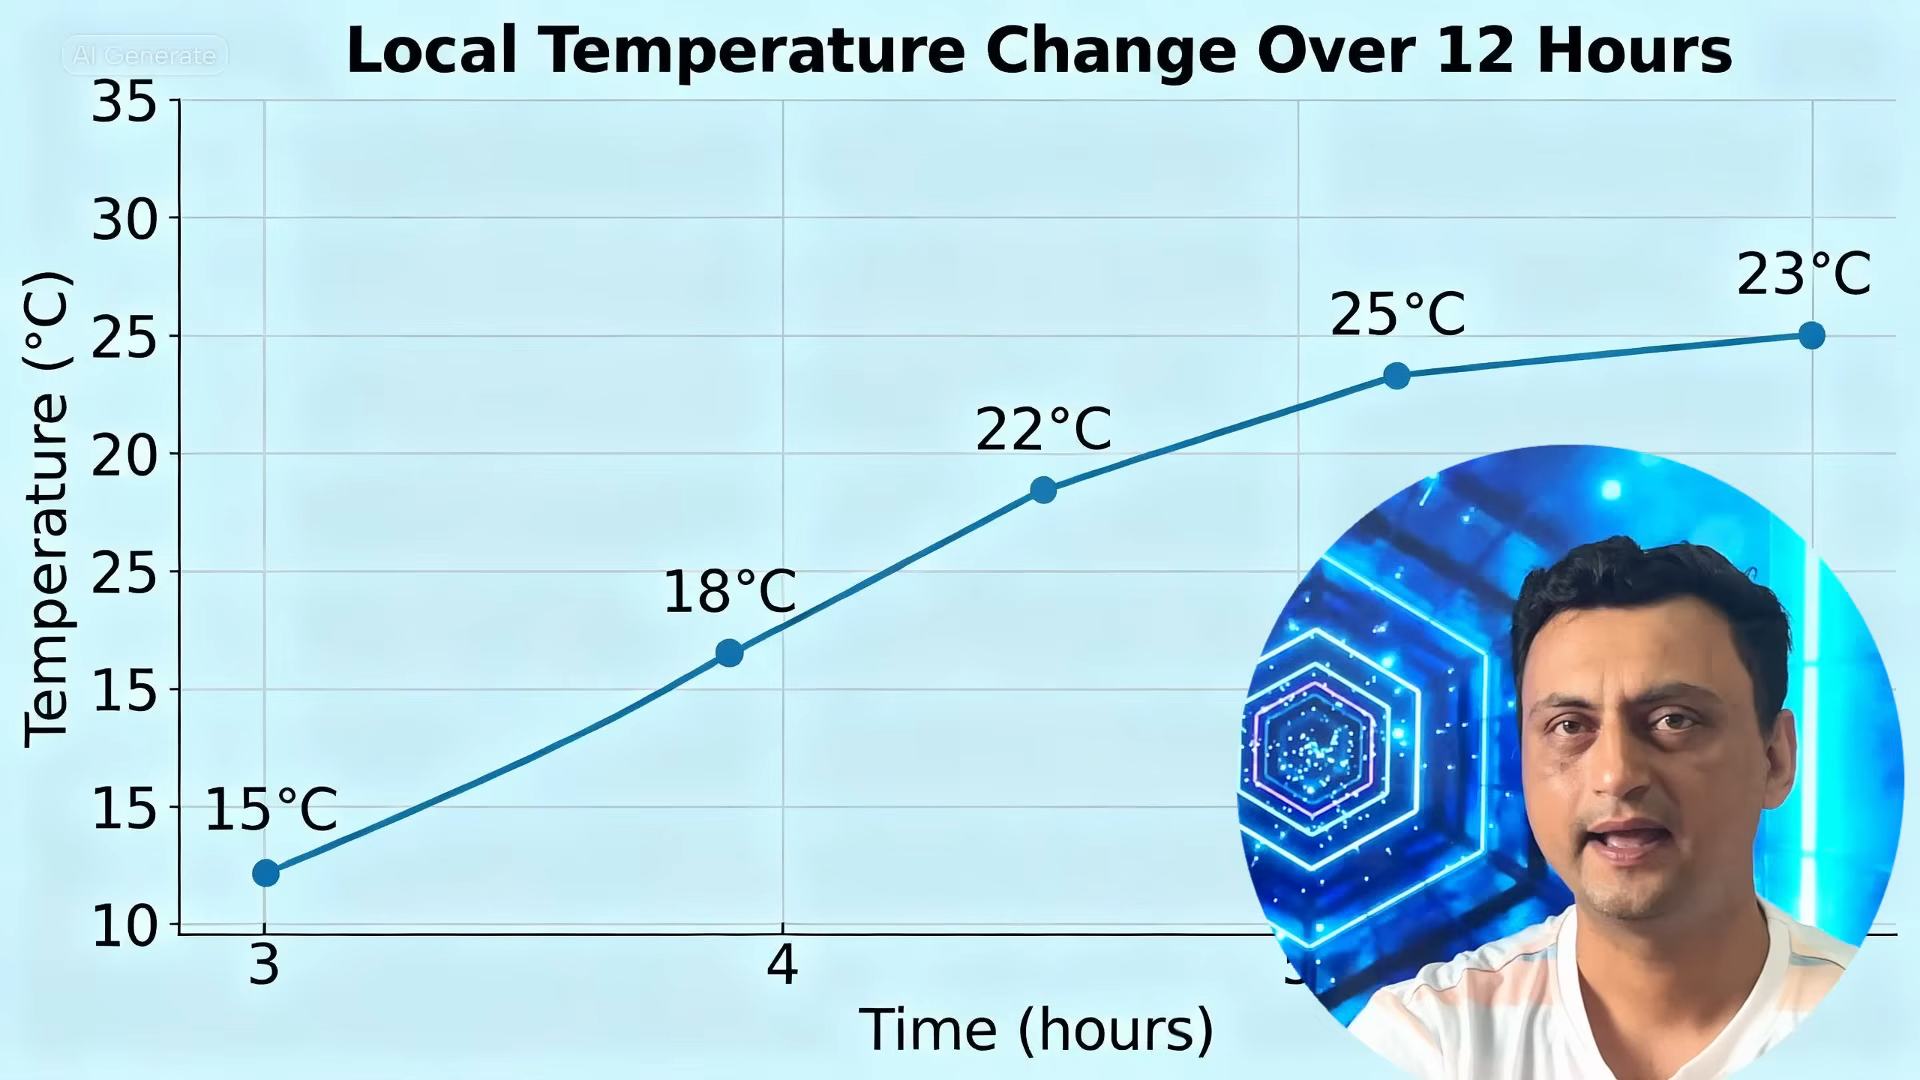 AI Generate
Local Temperature Change Over 12 Hours
35
30
25
20
25
15
15
10
Temperature (°C)
15°C
18°C
22°C
25°C
23°C
3
4
Time (hours)